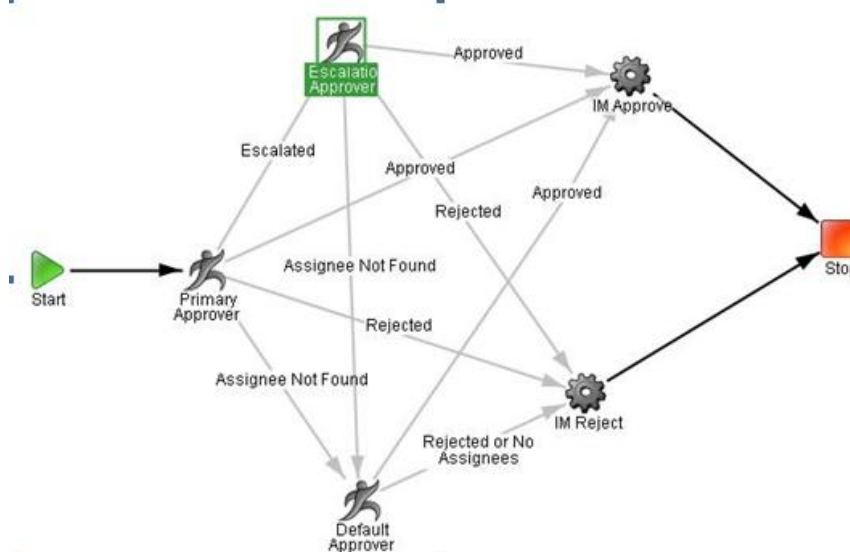 Approved
Escalatio
Approver
IM Approve
Escalated
Approved
Approved
Rejected
Assignee Not Found
Start
Primary
Approver
Stop
Rejected
Assignee Not Found
IM Reject
Rejected or No
Assignees
Default
Approver